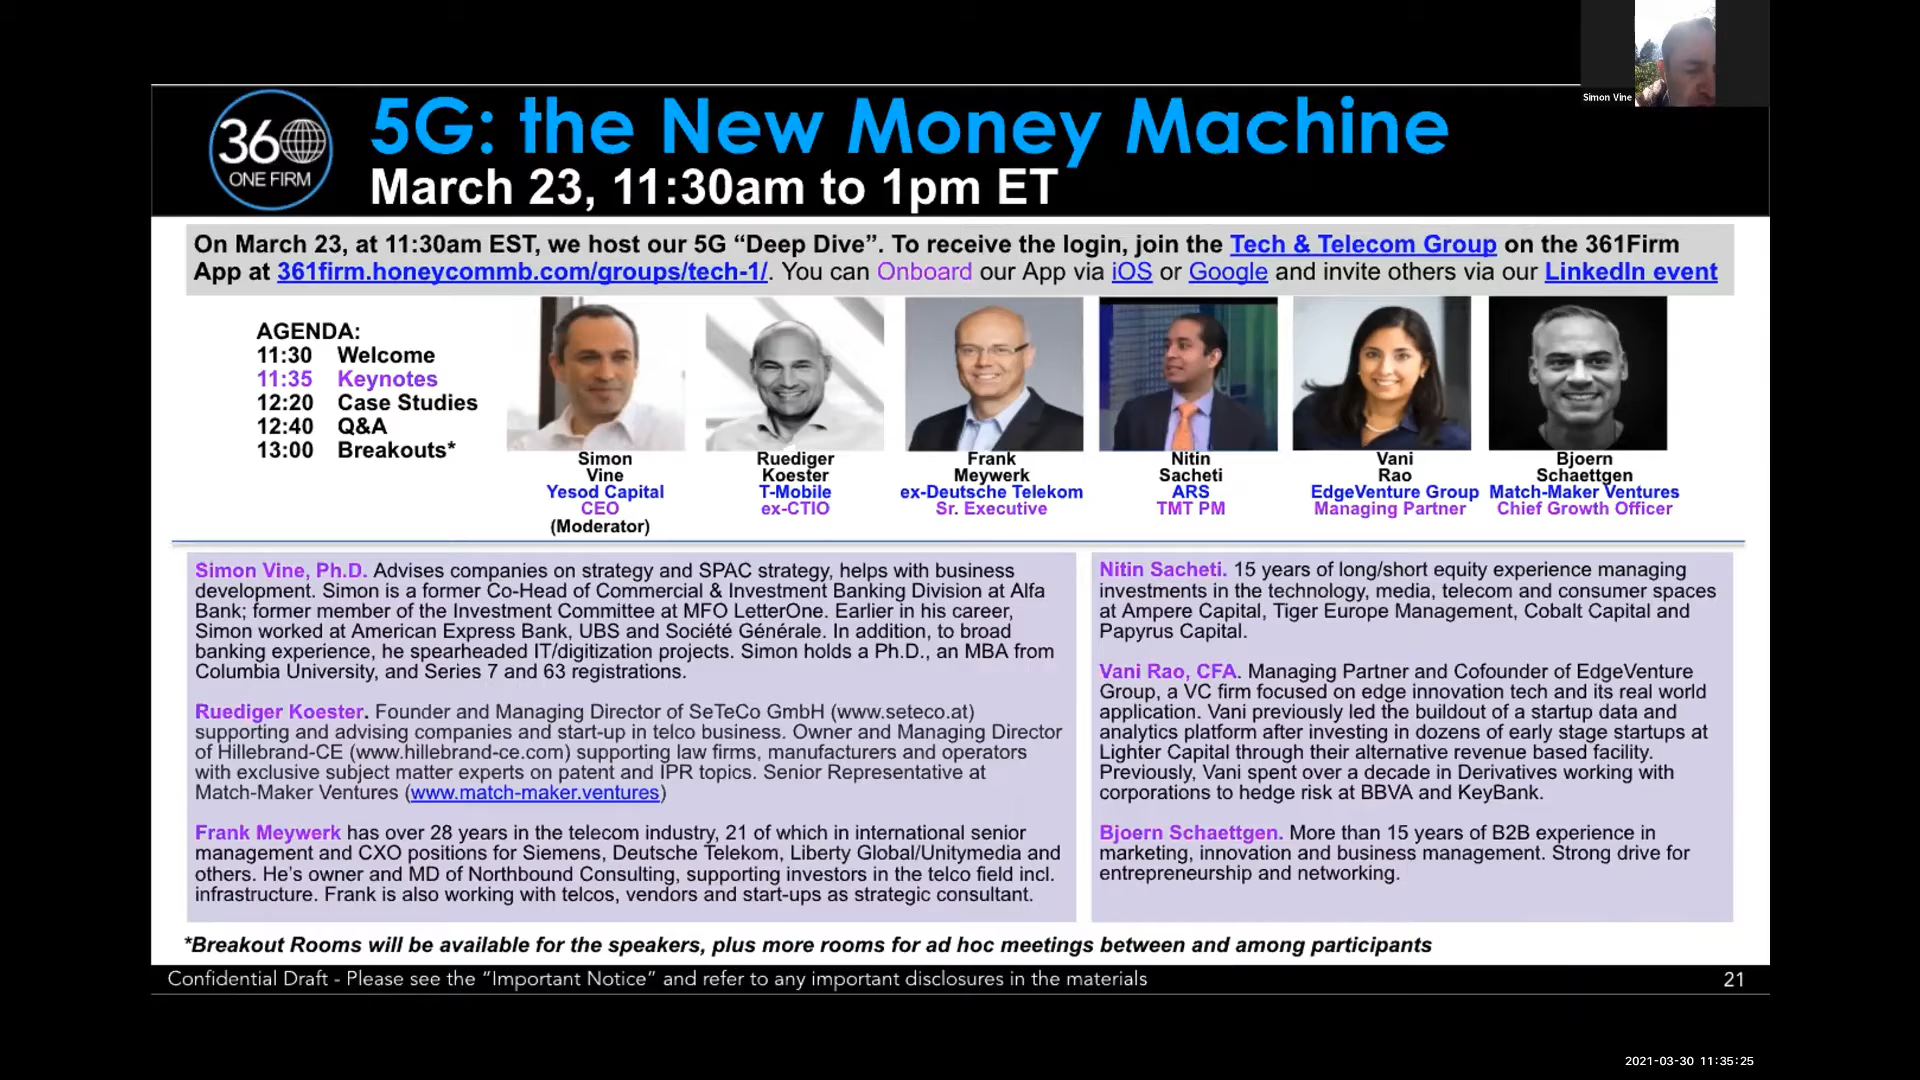 Simon Vine
360
ONE FIRM
5G: the New Money Machine
March 23, 11:30am to 1pm ET
On March 23, at 11:30am EST, we host our 5G “Deep Dive”. To receive the login, join the Tech & Telecom Group on the 361Firm
App at 361firm.honeycommb.com/groups/tech-1/. You can Onboard our App via iOS or Google and invite others via our LinkedIn event
AGENDA:
11:30 Welcome
11:35 Keynotes
12:20 Case Studies
12:40 Q&A
13:00 Breakouts*
Simon
Vine
Yesod Capital
CEO
(Moderator)
Ruediger
Koester
T-Mobile
ex-CTIO
Frank
Meywerk
ex-Deutsche Telekom
Sr. Executive
Nitin
Sacheti
ARS
TMT PM
Vani
Rao
EdgeVenture Group
Managing Partner
Bjoern
Schaettgen
Match-Maker Ventures
Chief Growth Officer
Simon Vine, Ph.D. Advises companies on strategy and SPAC strategy, helps with business
development. Simon is a former Co-Head of Commercial & Investment Banking Division at Alfa
Bank; former member of the Investment Committee at MFO LetterOne. Earlier in his career,
Simon worked at American Express Bank, UBS and Société Générale. In addition, to broad
banking experience, he spearheaded IT/digitization projects. Simon holds a Ph.D., an MBA from
Columbia University, and Series 7 and 63 registrations.
Ruediger Koester. Founder and Managing Director of SeTeCo GmbH (www.seteco.at)
supporting and advising companies and start-up in telco business. Owner and Managing Director
of Hillebrand-CE (www.hillebrand-ce.com) supporting law firms, manufacturers and operators
with exclusive subject matter experts on patent and IPR topics. Senior Representative at
Match-Maker Ventures (www.match-maker.ventures)
Frank Meywerk has over 28 years in the telecom industry, 21 of which in international senior
management and CXO positions for Siemens, Deutsche Telekom, Liberty Global/Unitymedia and
others. He’s owner and MD of Northbound Consulting, supporting investors in the telco field incl.
infrastructure. Frank is also working with telcos, vendors and start-ups as strategic consultant.
Nitin Sacheti. 15 years of long/short equity experience managing
investments in the technology, media, telecom and consumer spaces
at Ampere Capital, Tiger Europe Management, Cobalt Capital and
Papyrus Capital.
Vani Rao, CFA. Managing Partner and Cofounder of EdgeVenture
Group, a VC firm focused on edge innovation tech and its real world
application. Vani previously led the buildout of a startup data and
analytics platform after investing in dozens of early stage startups at
Lighter Capital through their alternative revenue based facility.
Previously, Vani spent over a decade in Derivatives working with
corporations to hedge risk at BBVA and KeyBank.
Bjoern Schaettgen. More than 15 years of B2B experience in
marketing, innovation and business management. Strong drive for
entrepreneurship and networking.
*Breakout Rooms will be available for the speakers, plus more rooms for ad hoc meetings between and among participants
Confidential Draft - Please see the “Important Notice” and refer to any important disclosures in the materials
21
2021-03-30 11:35:25